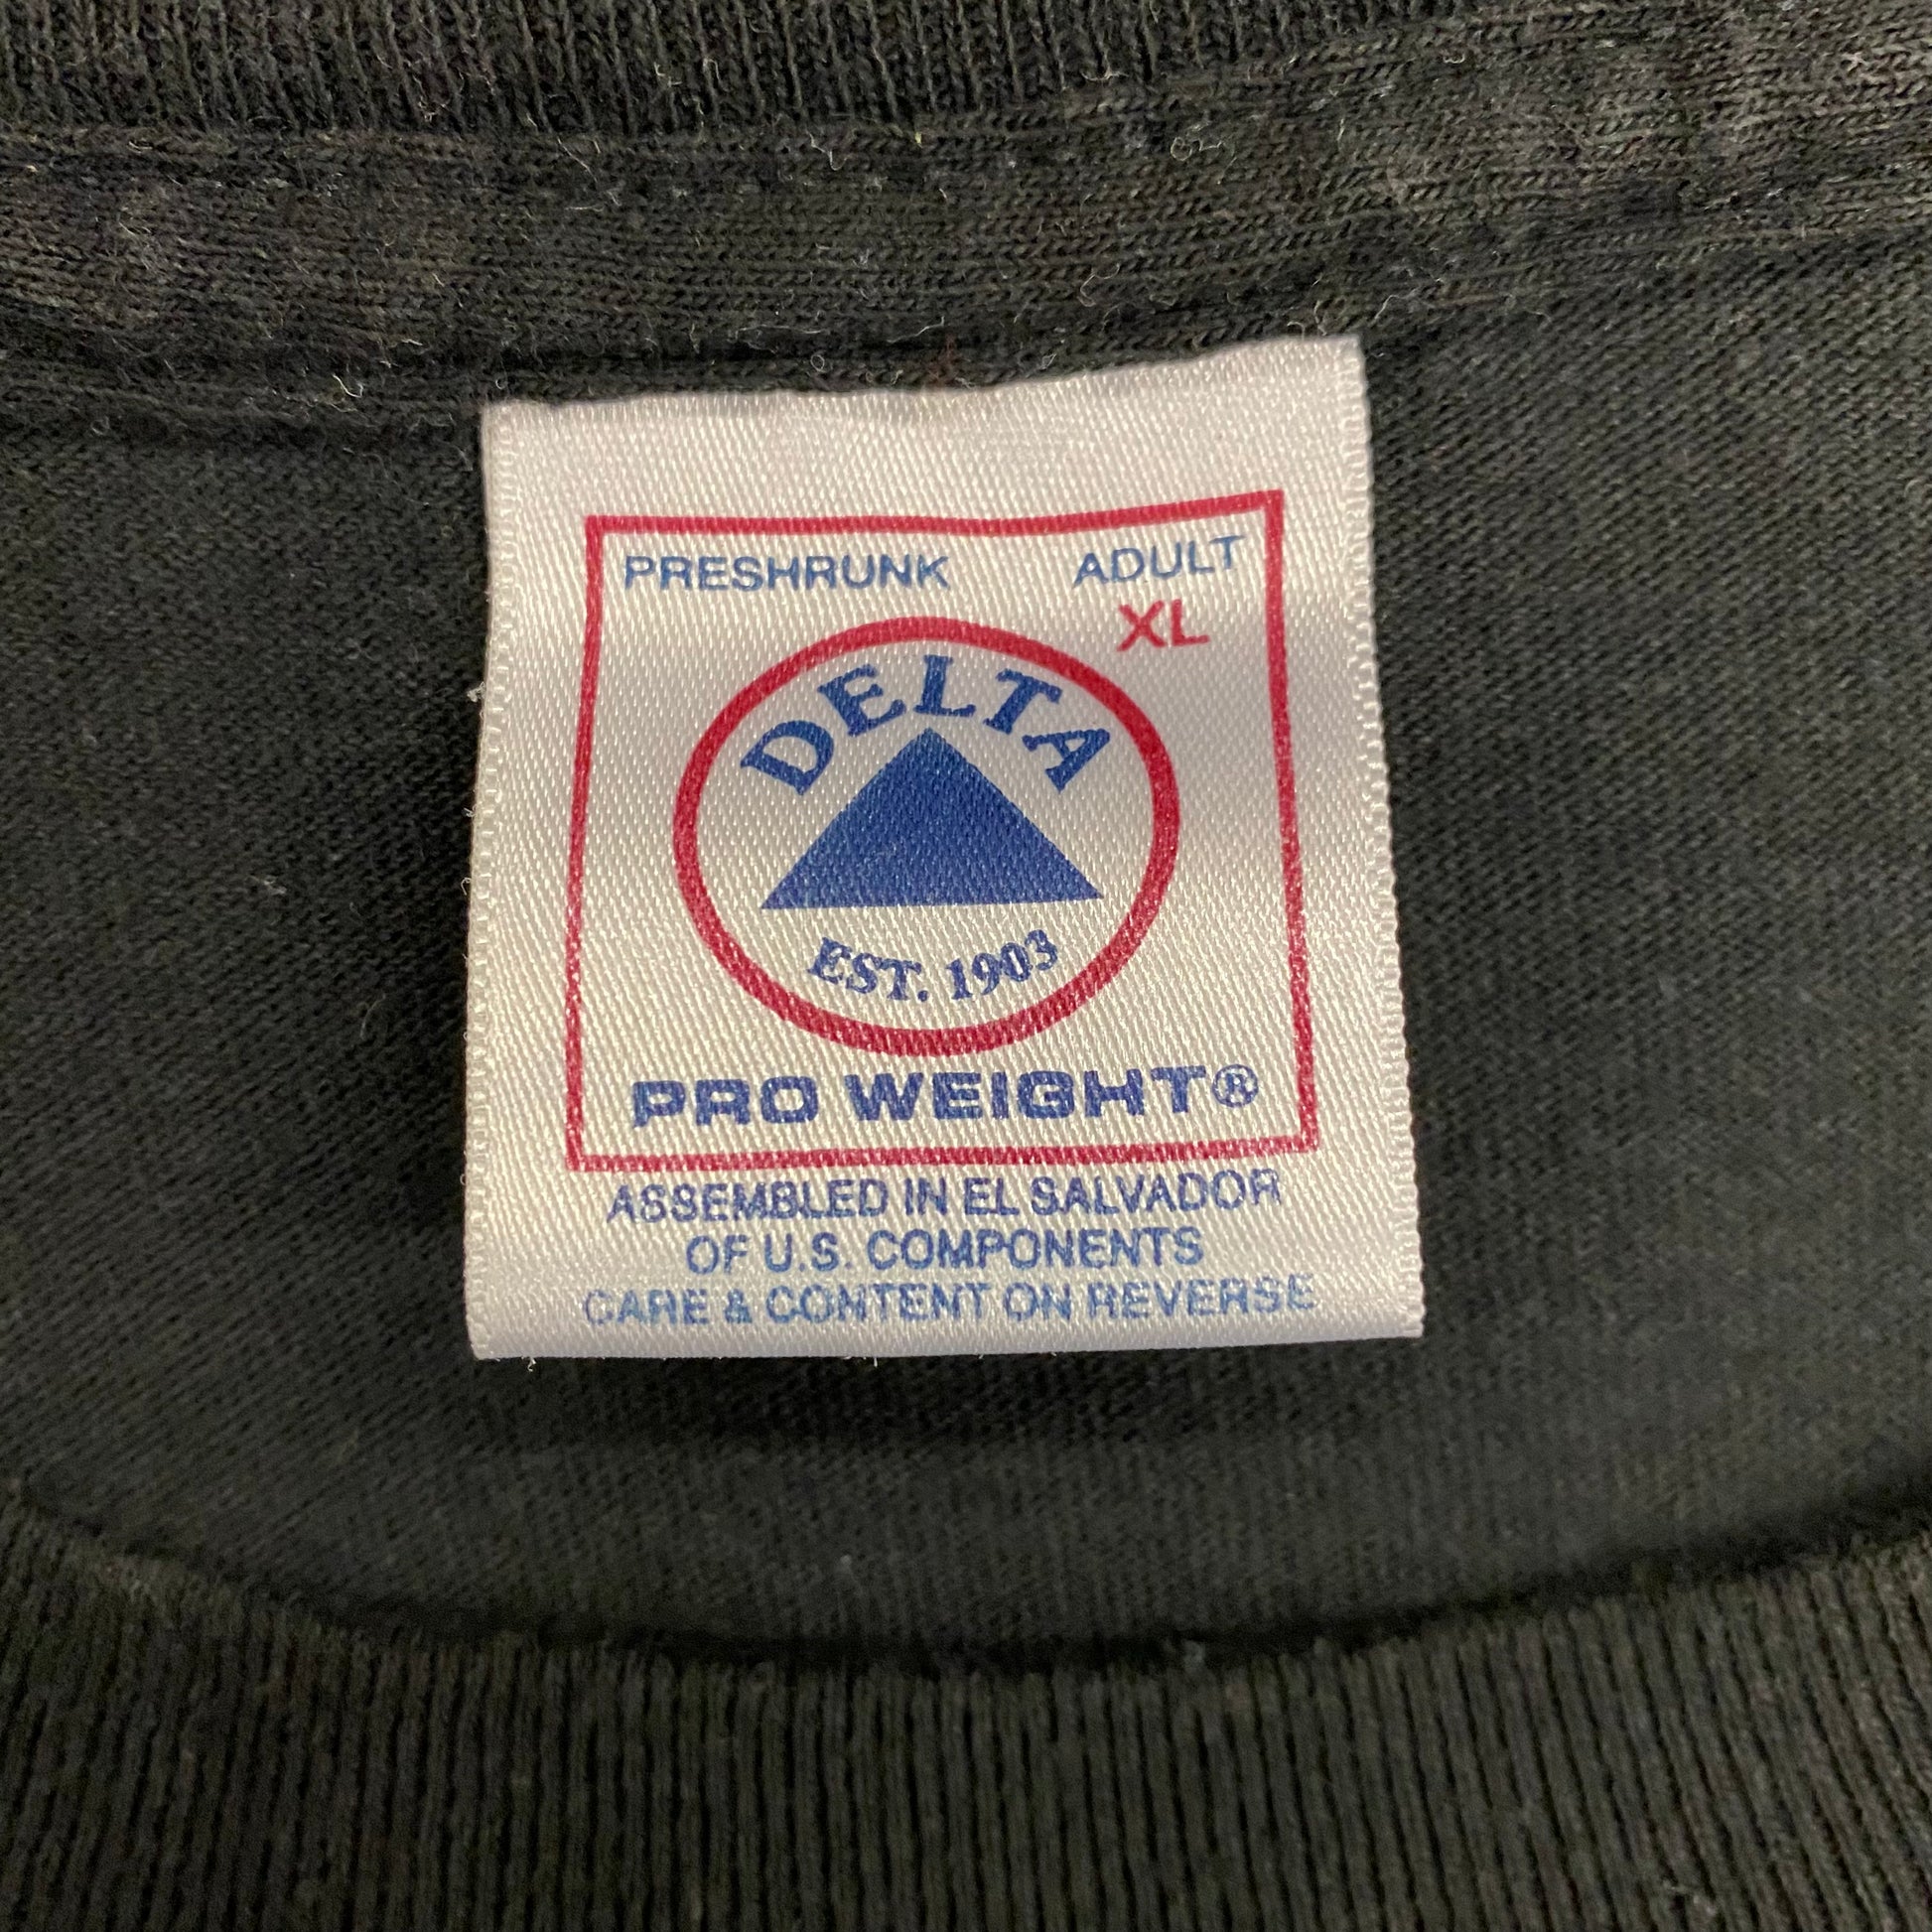 PRESHRUNK ADULT
XL
DELTA
EST. 1903
PRO WEIGHT®
ASSEMBLED IN EL SALVADOR
OF U.S. COMPONENTS
CARE & CONTENT ON REVERSE